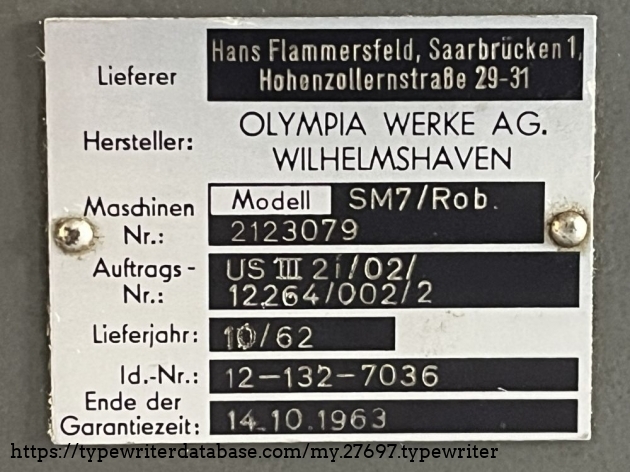 Lieferer Hans Flammersfeld, Saarbrücken 1,
Hohenzollernstraße 29-31
Hersteller: OLYMPIA WERKE AG.
WILHELMSHAVEN
Maschinen Modell SM7/Rob.
Nr.: 2123079
Auftrags- US III 21/02/
Nr.: 12264/002/2
Lieferjahr: 10/62
Id.-Nr.: 12-132-7036
Ende der
Garantiezeit: 14.10.1963
https://typewriterdatabase.com/my.27697.typewriter